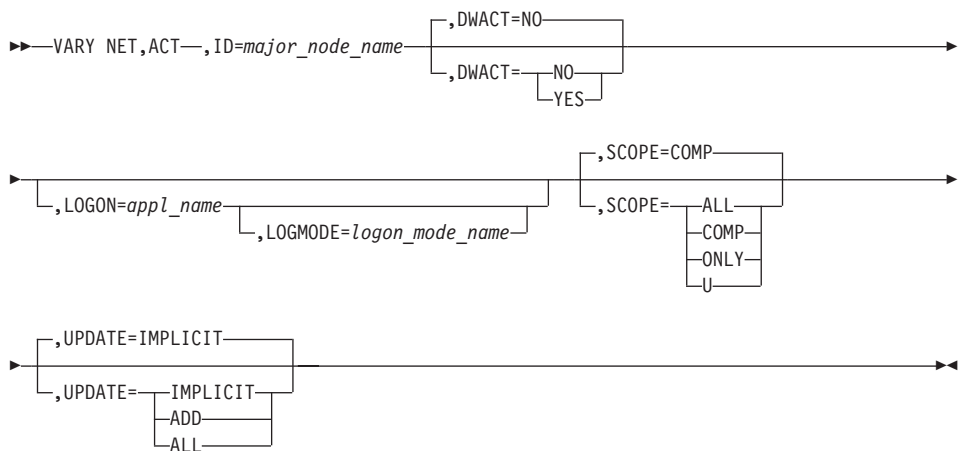 ,DWACT=NO
VARY NET,ACT ,ID=major_node_name
,DWACT= NO
YES
,SCOPE=COMP
,LOGON=appl_name ,SCOPE= ALL
,LOGMODE=logon_mode_name COMP
ONLY
U
,UPDATE=IMPLICIT
,UPDATE= IMPLICIT
ADD
ALL